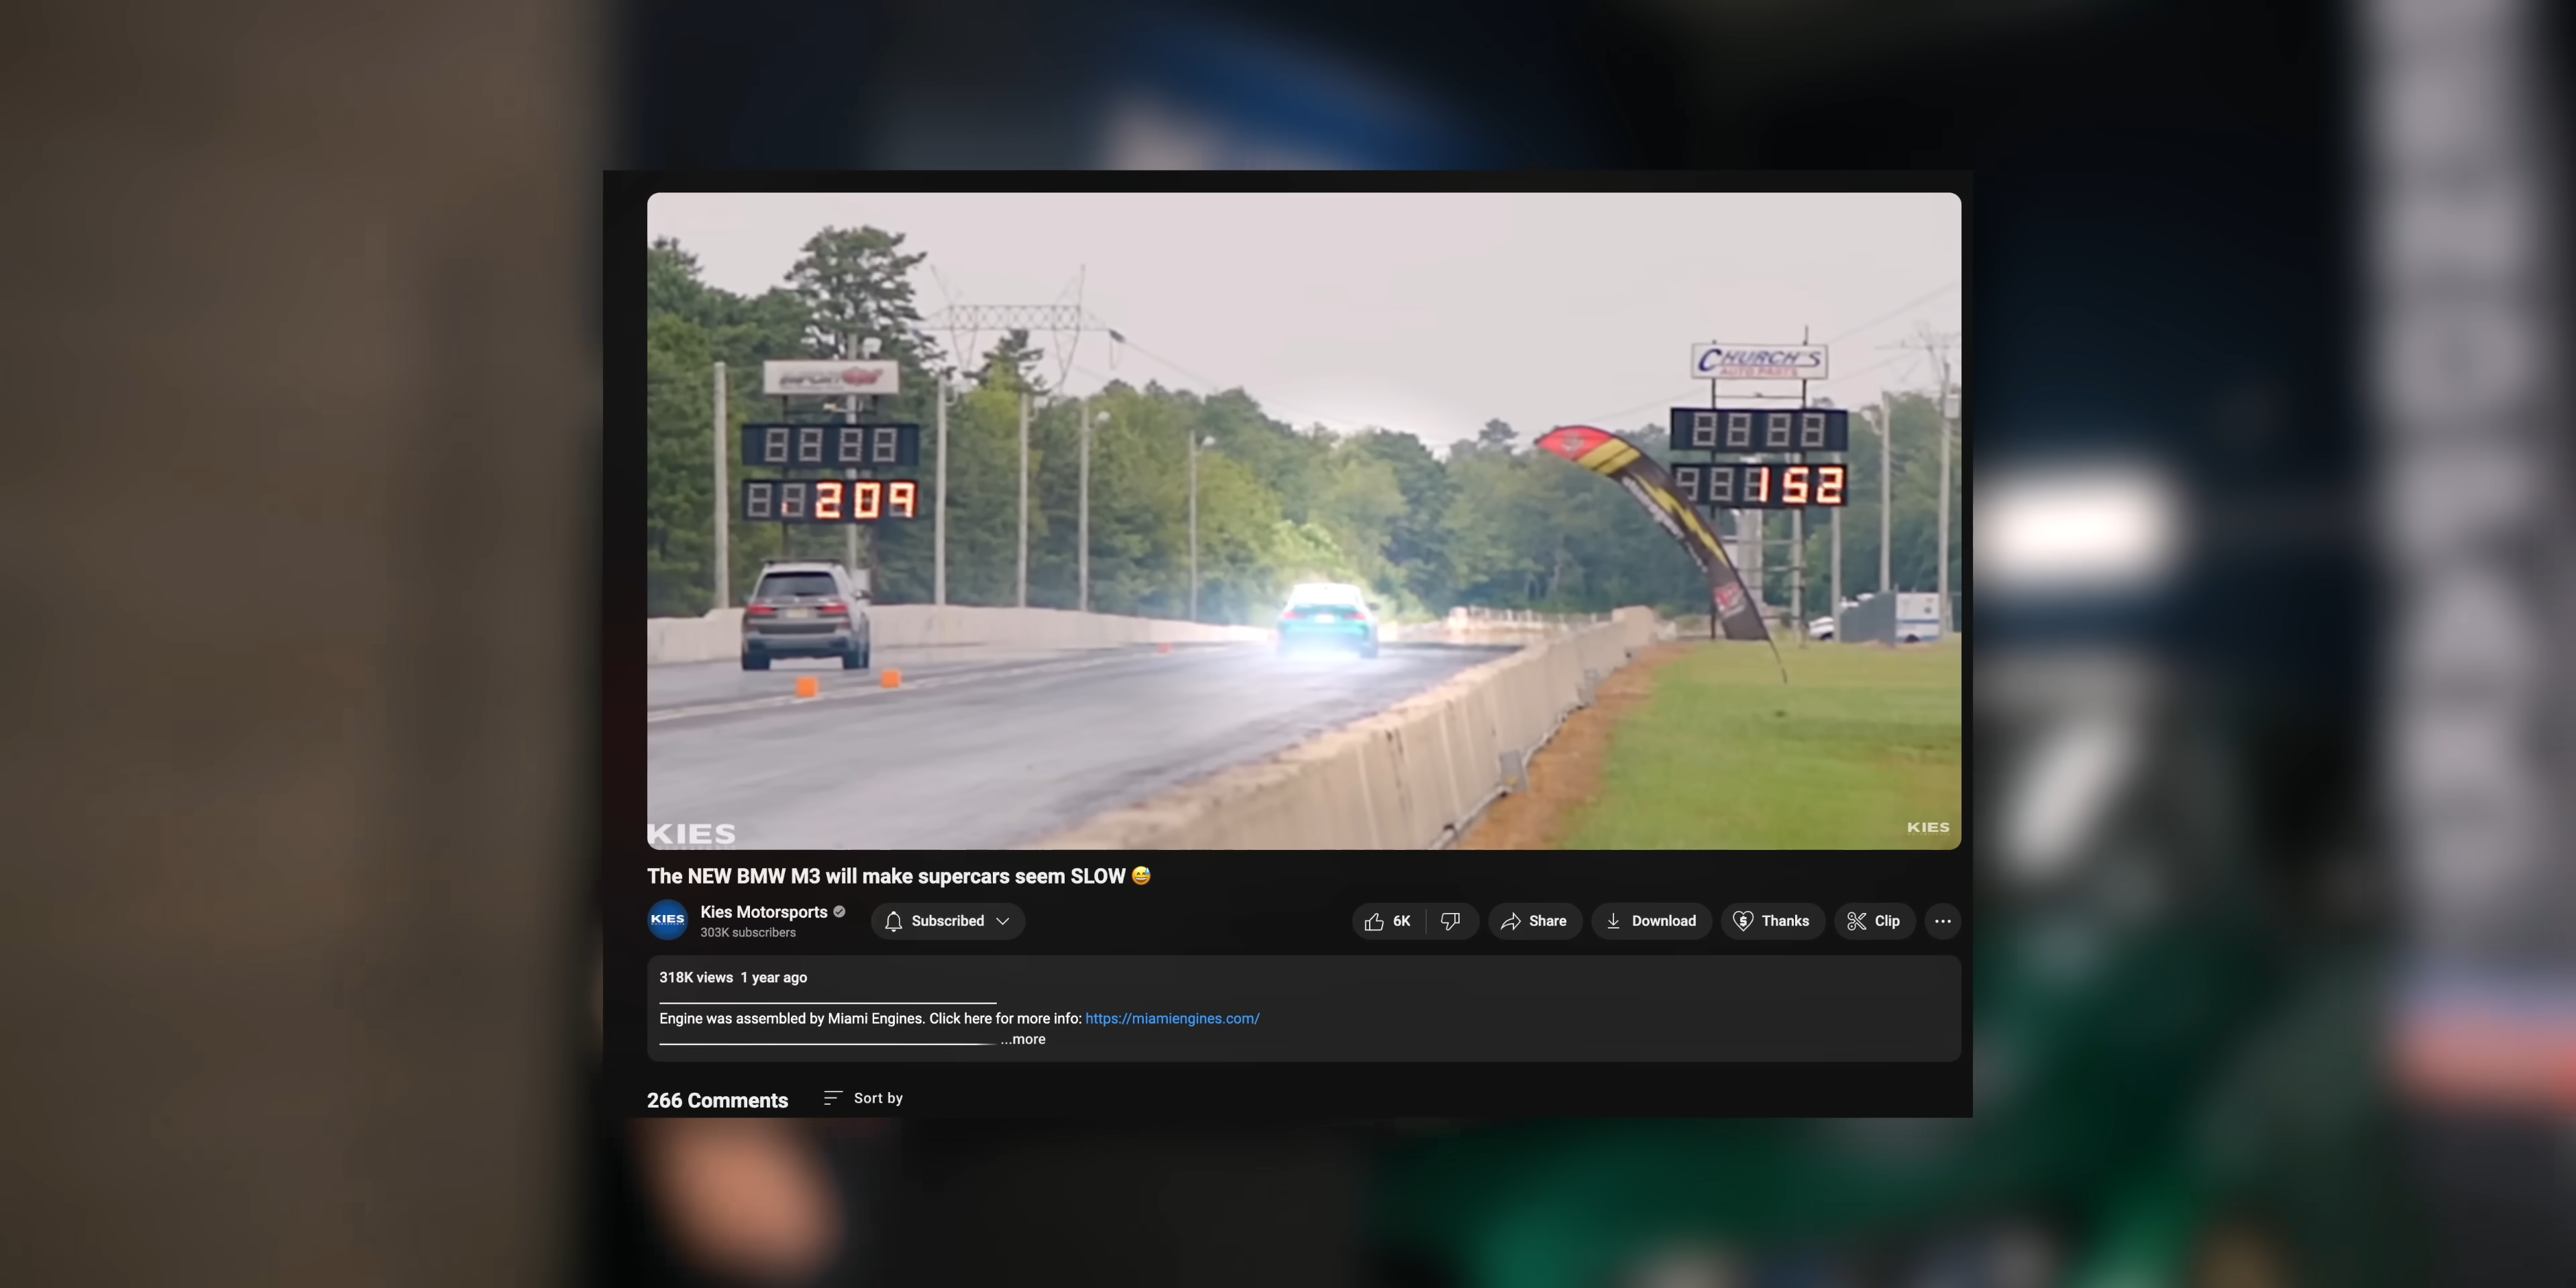 CHURCH'S
AUTO PARTS
.209
152
KIES
KIES
The NEW BMW M3 will make supercars seem SLOW 😅
KIES
Kies Motorsports
303K subscribers
Subscribed
6K
Share
Download
Thanks
Clip
318K views 1 year ago
Engine was assembled by Miami Engines. Click here for more info: https://miamiengines.com/
...more
266 Comments
Sort by